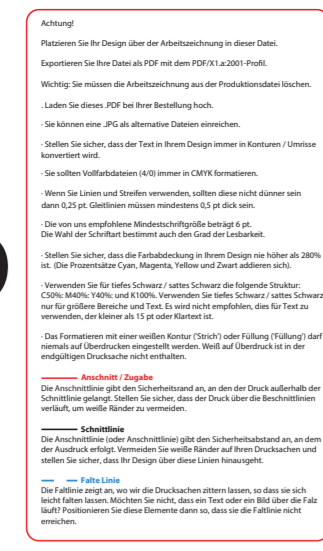 Achtung!
Platzieren Sie Ihr Design über der Arbeitszeichnung in dieser Datei.
Exportieren Sie Ihre Datei als PDF mit dem PDF/X1.a:2001-Profil.
Wichtig: Sie müssen die Arbeitszeichnung aus der Produktionsdatei löschen.
. Laden Sie dieses .PDF bei Ihrer Bestellung hoch.
· Sie können eine .JPG als alternative Dateien einreichen.
· Stellen Sie sicher, dass der Text in Ihrem Design immer in Konturen / Umrisse
konvertiert wird.
· Sie sollten Vollfarbdateien (4/0) immer in CMYK formatieren.
· Wenn Sie Linien und Streifen verwenden, sollten diese nicht dünner sein
dann 0,25 pt. Gleitlinien müssen mindestens 0,5 pt dick sein.
· Die von uns empfohlene Mindestschriftgröße beträgt 6 pt.
Die Wahl der Schriftart bestimmt auch den Grad der Lesbarkeit.
· Stellen Sie sicher, dass die Farbabdeckung in Ihrem Design nie höher als 280%
ist. (Die Prozentsätze Cyan, Magenta, Yellow und Zwart addieren sich).
· Verwenden Sie für tiefes Schwarz / sattes Schwarz die folgende Struktur:
C50%: M40%: Y40%: und K100%. Verwenden Sie tiefes Schwarz / sattes Schwarz
nur für größere Bereiche und Text. Es wird nicht empfohlen, dies für Text zu
verwenden, der kleiner als 15 pt oder Klartext ist.
· Das Formatieren mit einer weißen Kontur ('Strich') oder Füllung ('Füllung') darf
niemals auf Überdrucken eingestellt werden. Weiß auf Überdruck ist in der
endgültigen Drucksache nicht enthalten.
Anschnitt / Zugabe
Die Anschnittlinie gibt den Sicherheitsrand an, an den der Druck außerhalb der
Schnittlinie gelangt. Stellen Sie sicher, dass der Druck über die Beschnittlinien
verläuft, um weiße Ränder zu vermeiden.
Schnittlinie
Die Anschnittlinie (oder Anschnittlinie) gibt den Sicherheitsabstand an, an dem
der Ausdruck erfolgt. Vermeiden Sie weiße Ränder auf Ihren Drucksachen und
stellen Sie sicher, dass Ihr Design über diese Linien hinausgeht.
Falte Linie
Die Faltlinie zeigt an, wo wir die Drucksachen zittern lassen, so dass sie sich
leicht falten lassen. Möchten Sie nicht, dass ein Text oder ein Bild über die Falz
läuft? Positionieren Sie diese Elemente dann so, dass sie die Faltlinie nicht
erreichen.